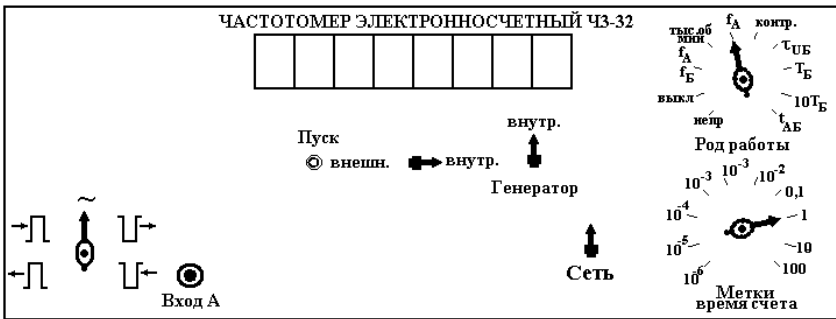 ЧАСТОТОМЕР ЭЛЕКТРОННОСЧЕТНЫЙ ЧЗ-32
тыс.об
мин
f_A
контр.
τ_UБ
f_A
f_Б
T_Б
выкл
10T_Б
непр
t_АБ
Род работы
Пуск
внешн.
внутр.
внутр.
Генератор
10^-3
10^-3
10^-2
0,1
10^-4
1
10^-5
10
10^-6
100
Метки
время счета
~
Вход А
Сеть